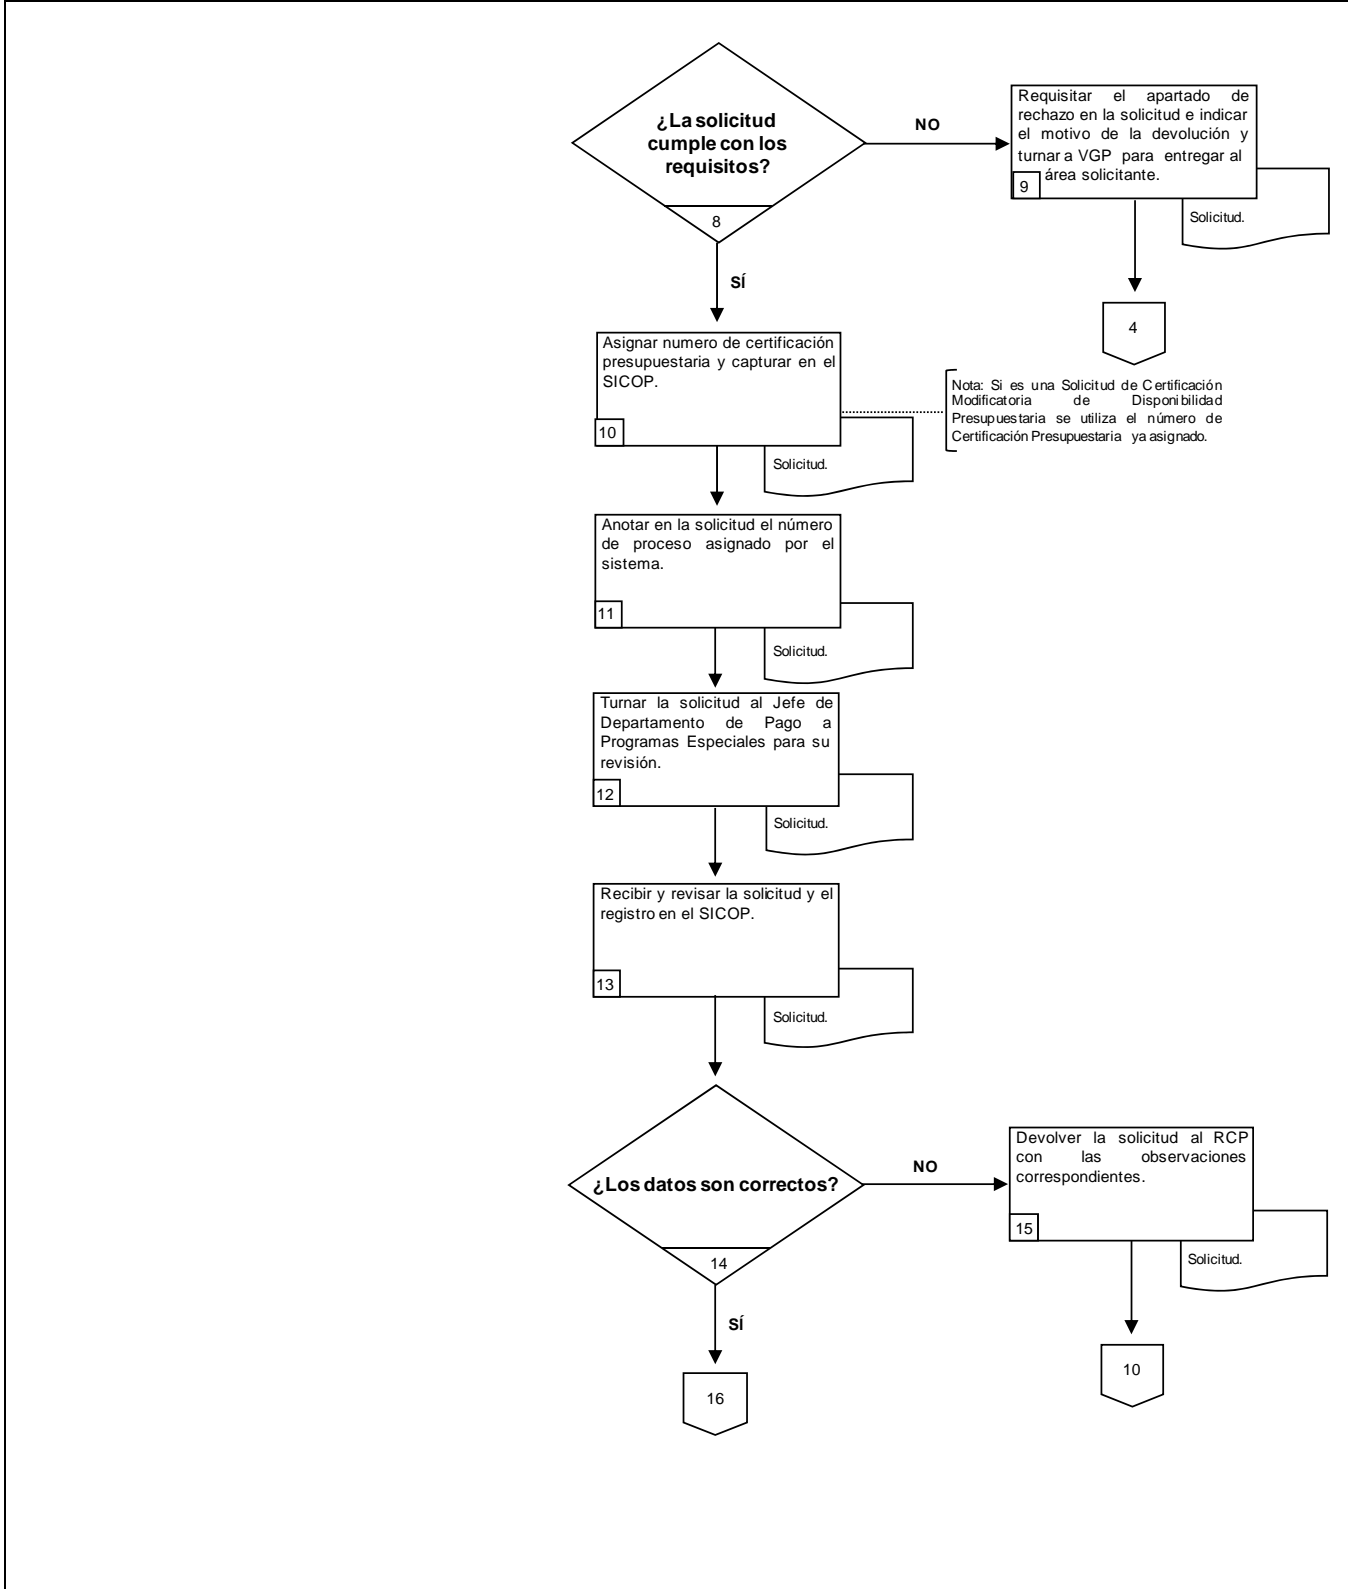 ¿La solicitud
cumple con los
requisitos?
8
NO
Requisitar el apartado de
rechazo en la solicitud e indicar
el motivo de la devolución y
turnar a VGP para entregar al
área solicitante.
9
Solicitud.
4
SÍ
Asignar numero de certificación
presupuestaria y capturar en el
SICOP.
10
Solicitud.
Nota: Si es una Solicitud de Certificación
Modificatoria de Disponibilidad
Presupuestaria se utiliza el número de
Certificación Presupuestaria ya asignado.
Anotar en la solicitud el número
de proceso asignado por el
sistema.
11
Solicitud.
Turnar la solicitud al Jefe de
Departamento de Pago a
Programas Especiales para su
revisión.
12
Solicitud.
Recibir y revisar la solicitud y el
registro en el SICOP.
13
Solicitud.
¿Los datos son correctos?
14
NO
Devolver la solicitud al RCP
con las observaciones
correspondientes.
15
Solicitud.
10
SÍ
16